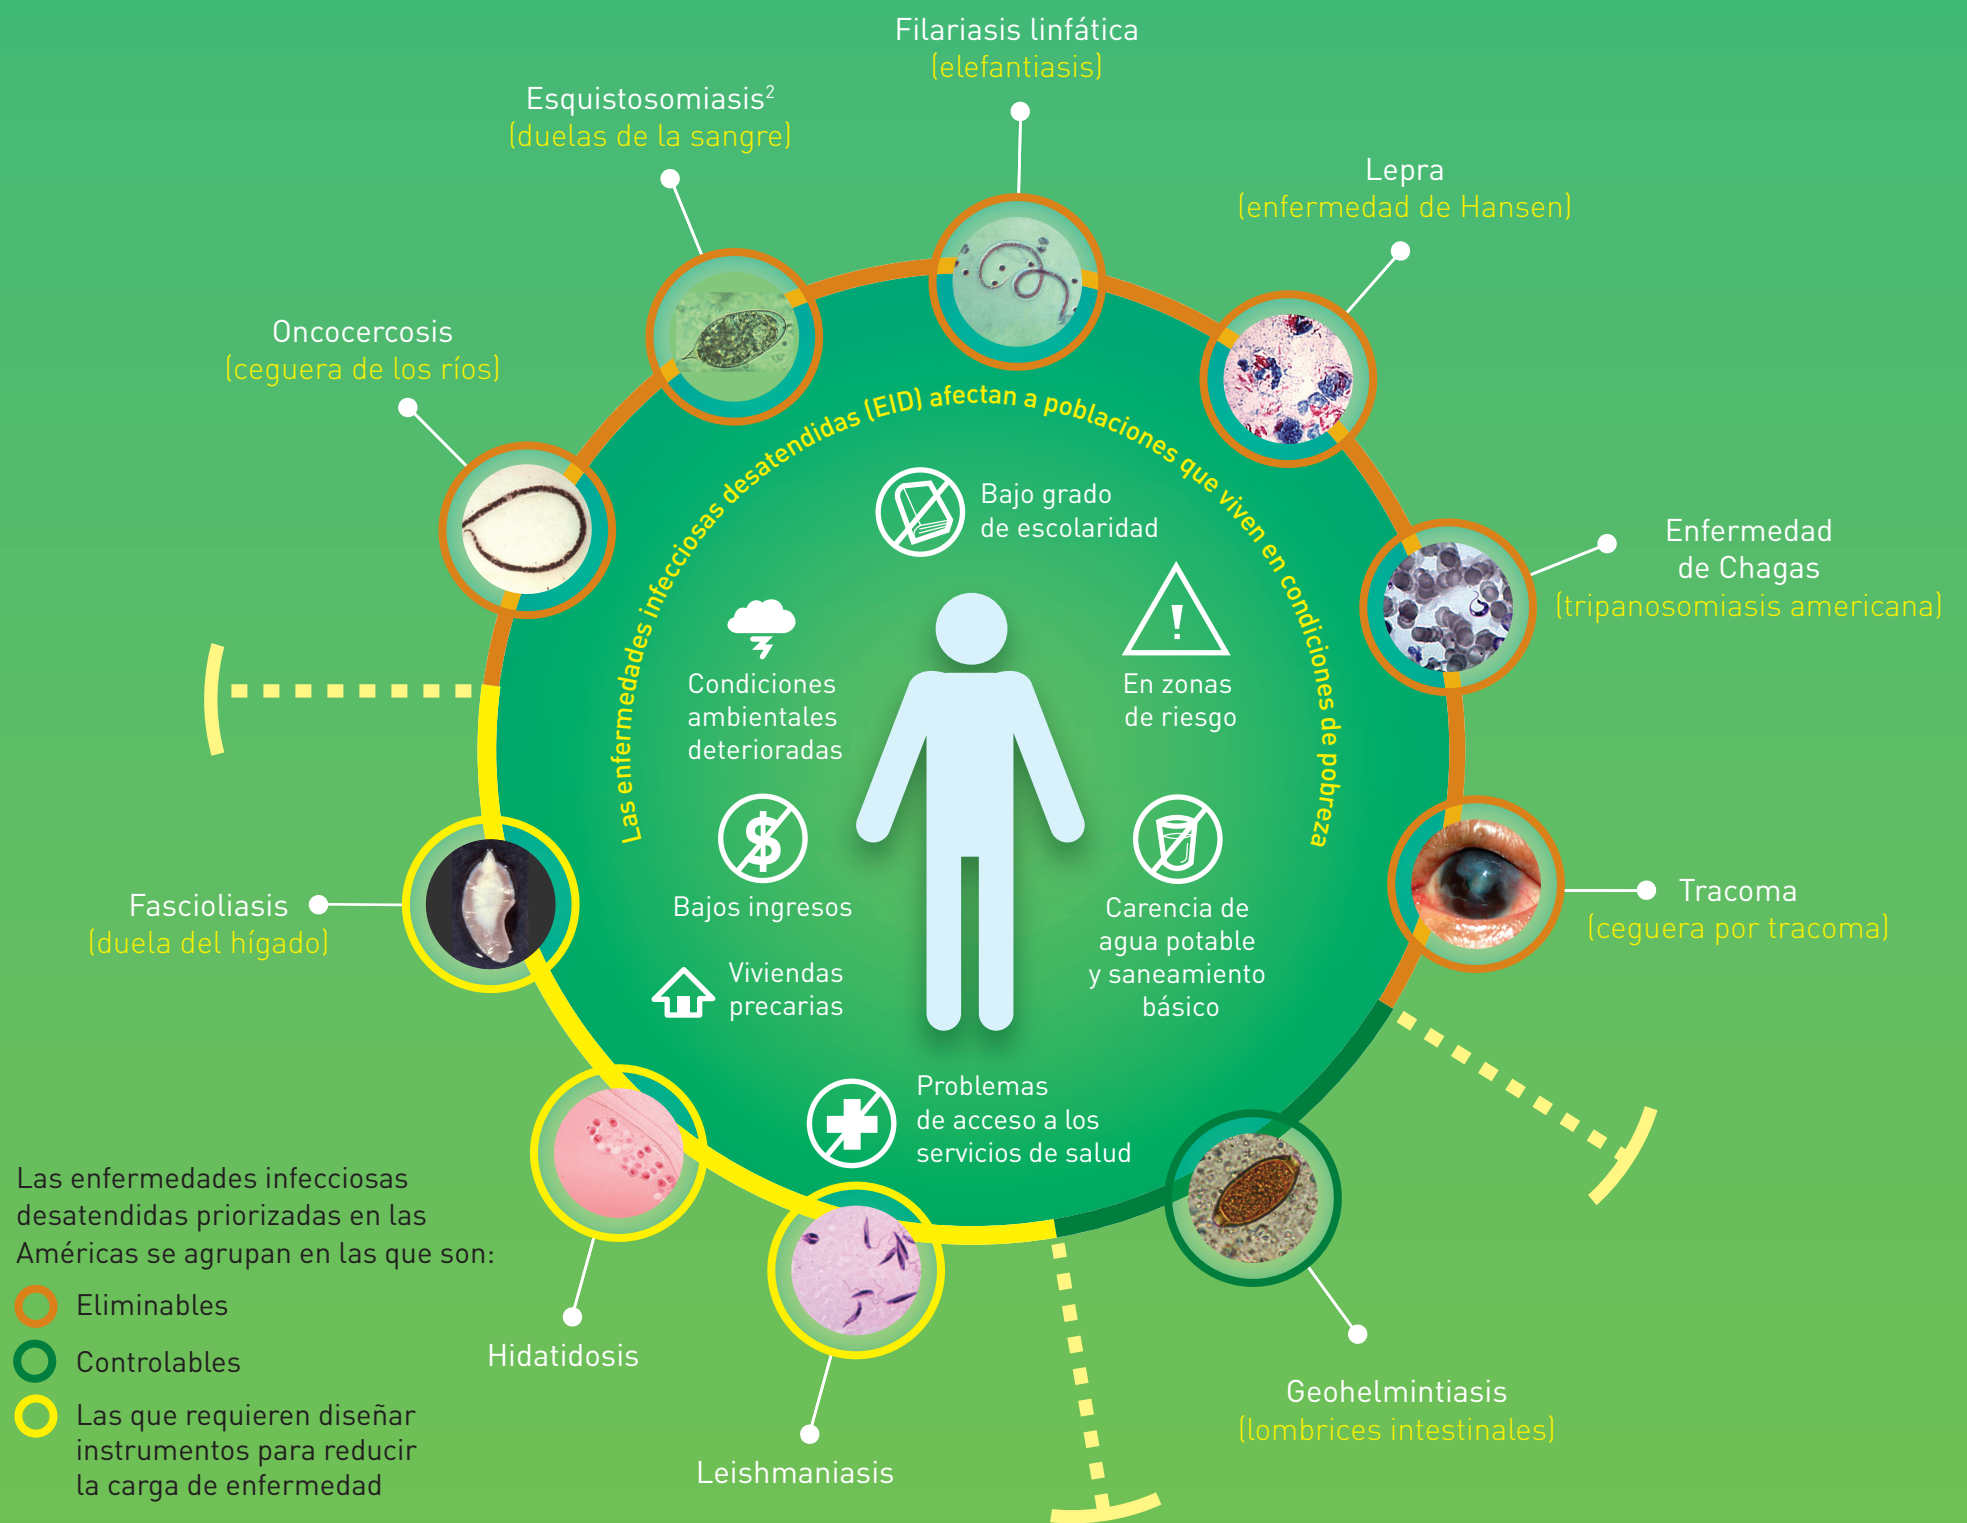 Filariasis linfática
(elefantiasis)
Esquistosomiasis²
(duelas de la sangre)
Lepra
(enfermedad de Hansen)
Oncocercosis
(ceguera de los ríos)
Enfermedad
de Chagas
(tripanosomiasis americana)
Las enfermedades infecciosas desatendidas (EID) afectan a poblaciones que viven en condiciones de pobreza
Bajo grado
de escolaridad
Condiciones
ambientales
deterioradas
!
En zonas
de riesgo
$
Bajos ingresos
Carencia de
agua potable
y saneamiento
básico
Viviendas
precarias
Problemas
de acceso a los
servicios de salud
Fascioliasis
(duela del hígado)
Tracoma
(ceguera por tracoma)
Hidatidosis
Leishmaniasis
Geohelmintiasis
(lombrices intestinales)
Las enfermedades infecciosas
desatendidas priorizadas en las
Américas se agrupan en las que son:
Eliminables
Controlables
Las que requieren diseñar
instrumentos para reducir
la carga de enfermedad